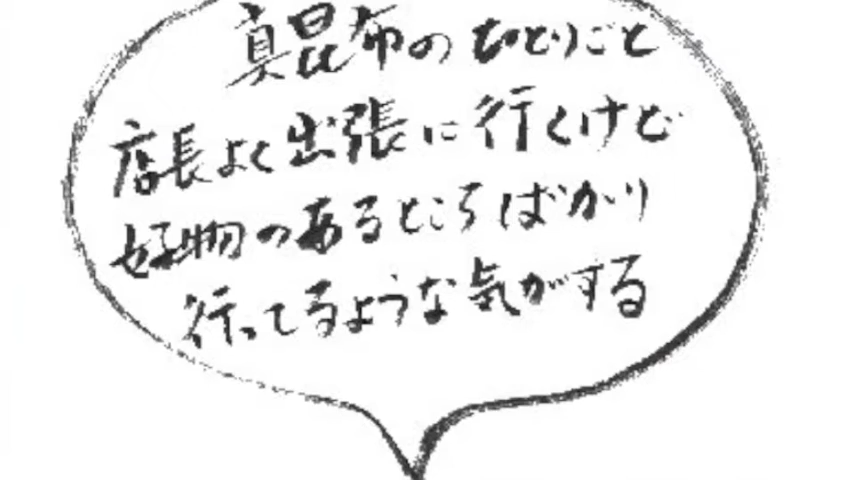 真昆布のひとりごと
店長よく出張に行くけど
好物のあるところばかり
行ってるような気がする